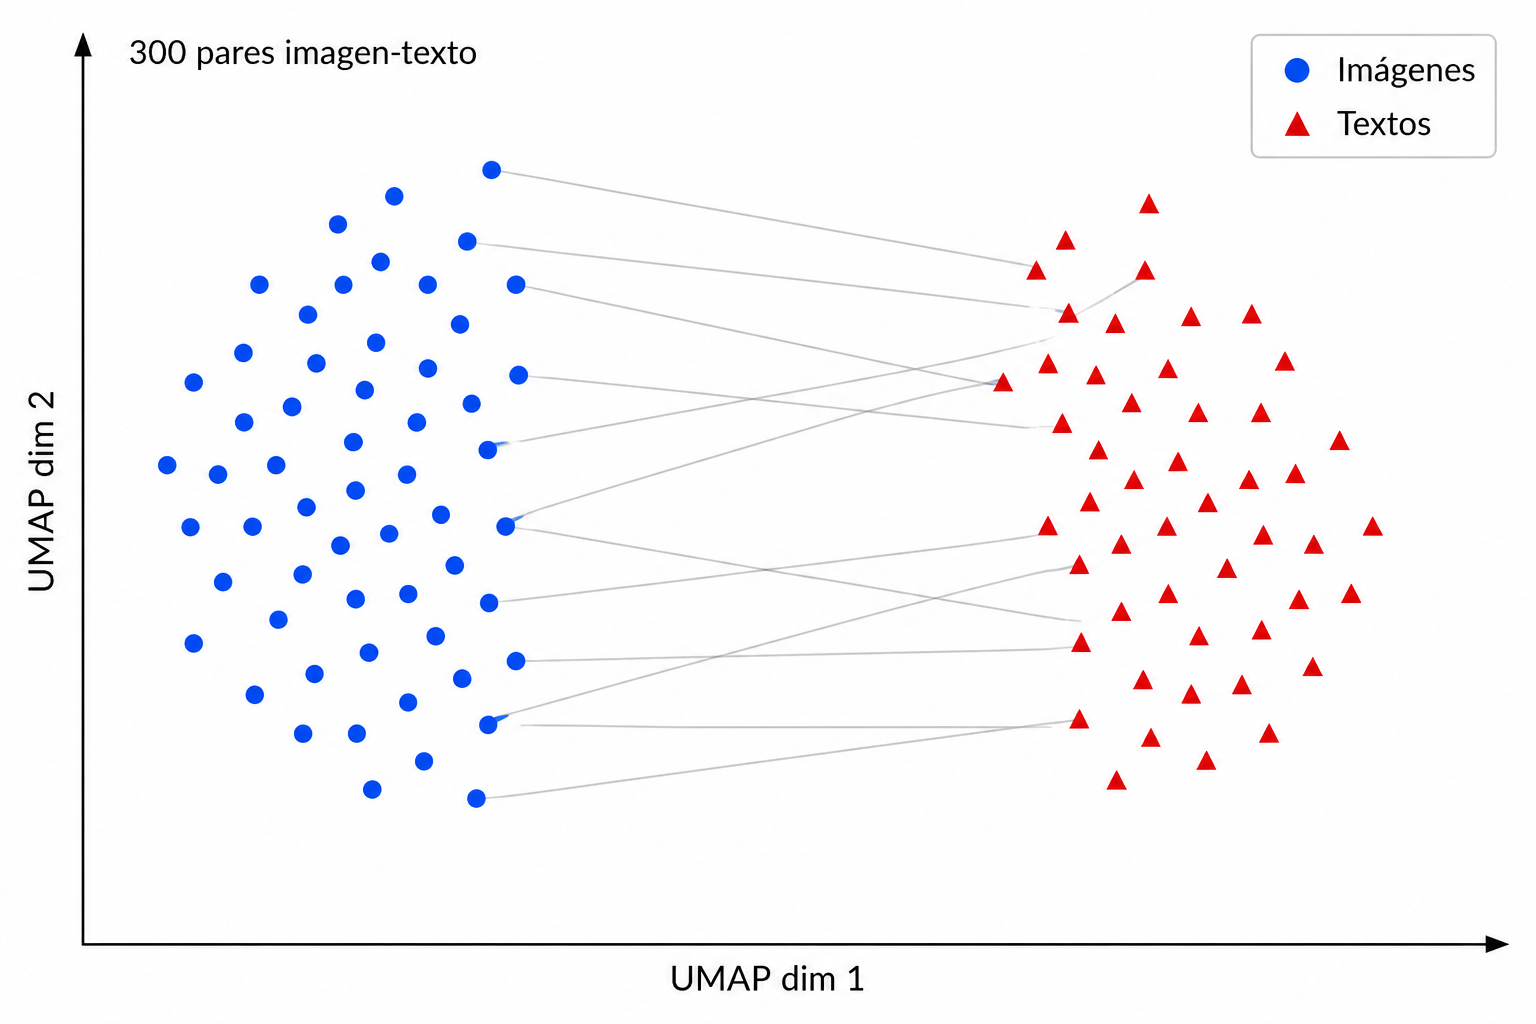 300 pares imagen-texto
Imágenes
Textos
UMAP dim 2
UMAP dim 1